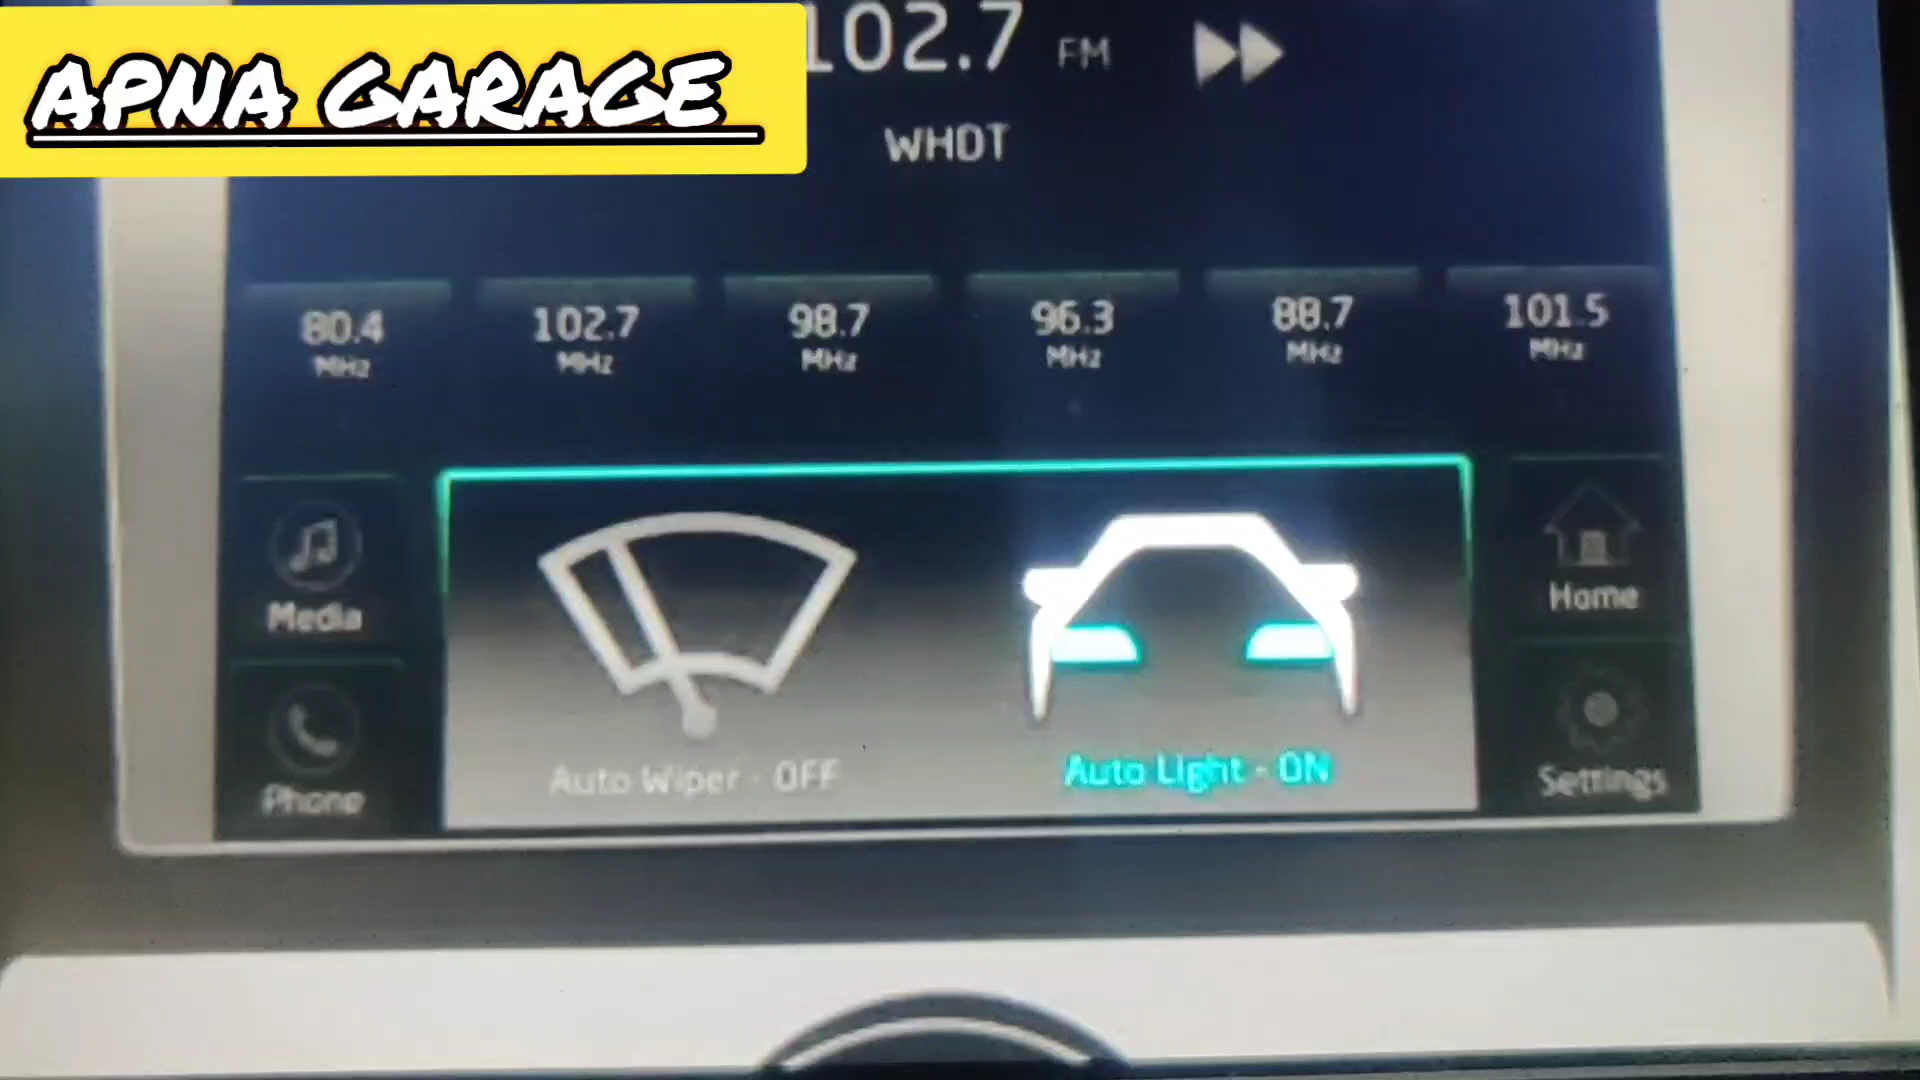 APNA GARAGE
102.7 FM
WHDT
80.4 102.7 98.7 96.3 88.7 101.5
MHz MHz MHz MHz MHz MHz
Media
Home
Auto Wiper - OFF
Auto Light - ON
Phone
Settings